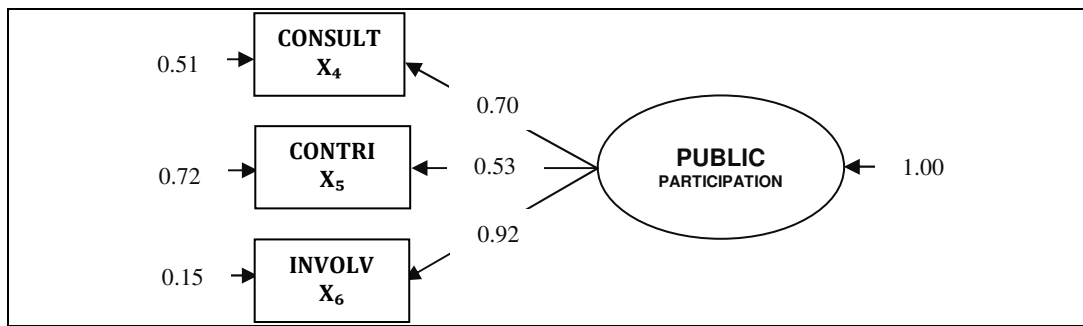 CONSULT
X₄
0.51
0.70
CONTRI
X₅
0.72
0.53
PUBLIC
PARTICIPATION
1.00
0.92
INVOLV
X₆
0.15